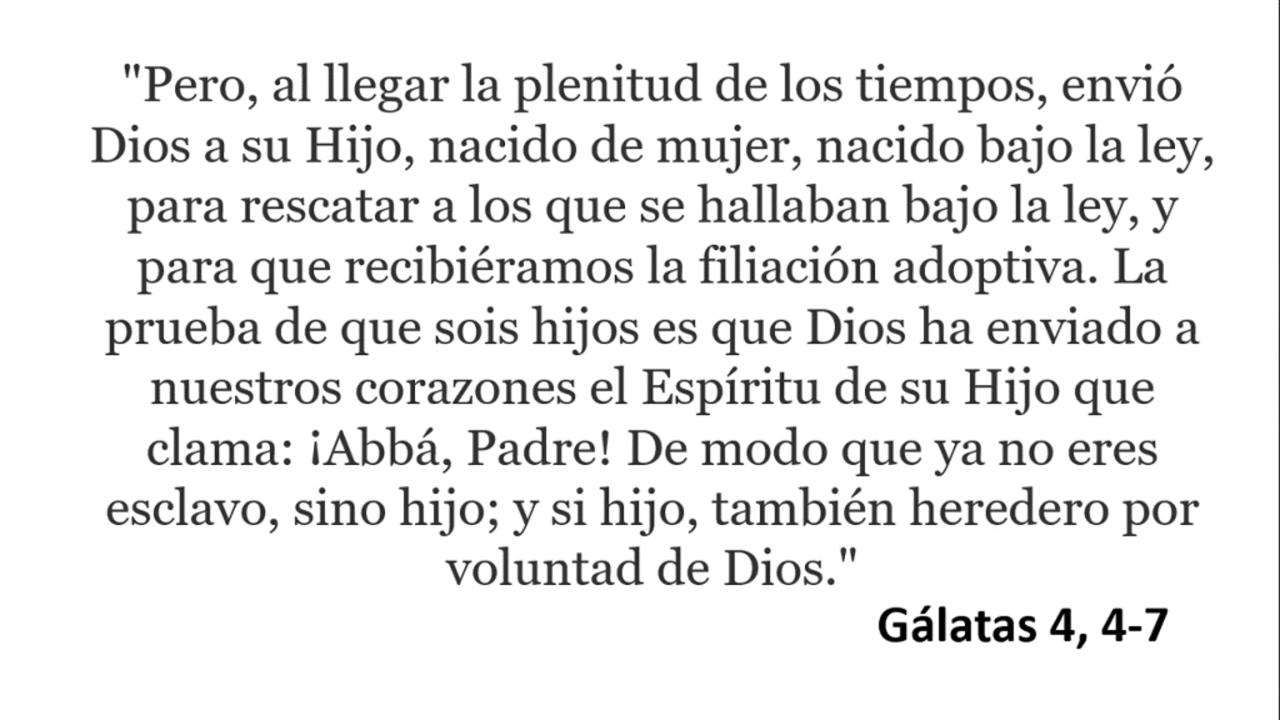 "Pero, al llegar la plenitud de los tiempos, envió
Dios a su Hijo, nacido de mujer, nacido bajo la ley,
para rescatar a los que se hallaban bajo la ley, y
para que recibiéramos la filiación adoptiva. La
prueba de que sois hijos es que Dios ha enviado a
nuestros corazones el Espíritu de su Hijo que
clama: ¡Abbá, Padre! De modo que ya no eres
esclavo, sino hijo; y si hijo, también heredero por
voluntad de Dios."
Gálatas 4, 4-7